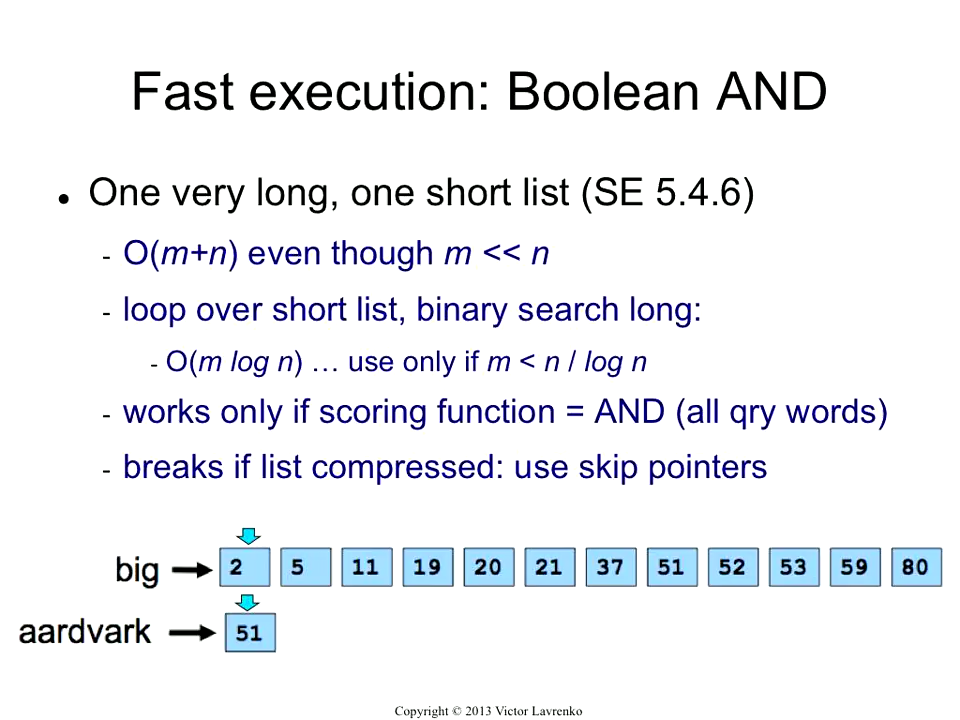 Fast execution: Boolean AND
● One very long, one short list (SE 5.4.6)
- O(m+n) even though m << n
- loop over short list, binary search long:
- O(m log n) … use only if m < n / log n
- works only if scoring function = AND (all qry words)
- breaks if list compressed: use skip pointers
big 2 5 11 19 20 21 37 51 52 53 59 80
aardvark 51
Copyright © 2013 Victor Lavrenko